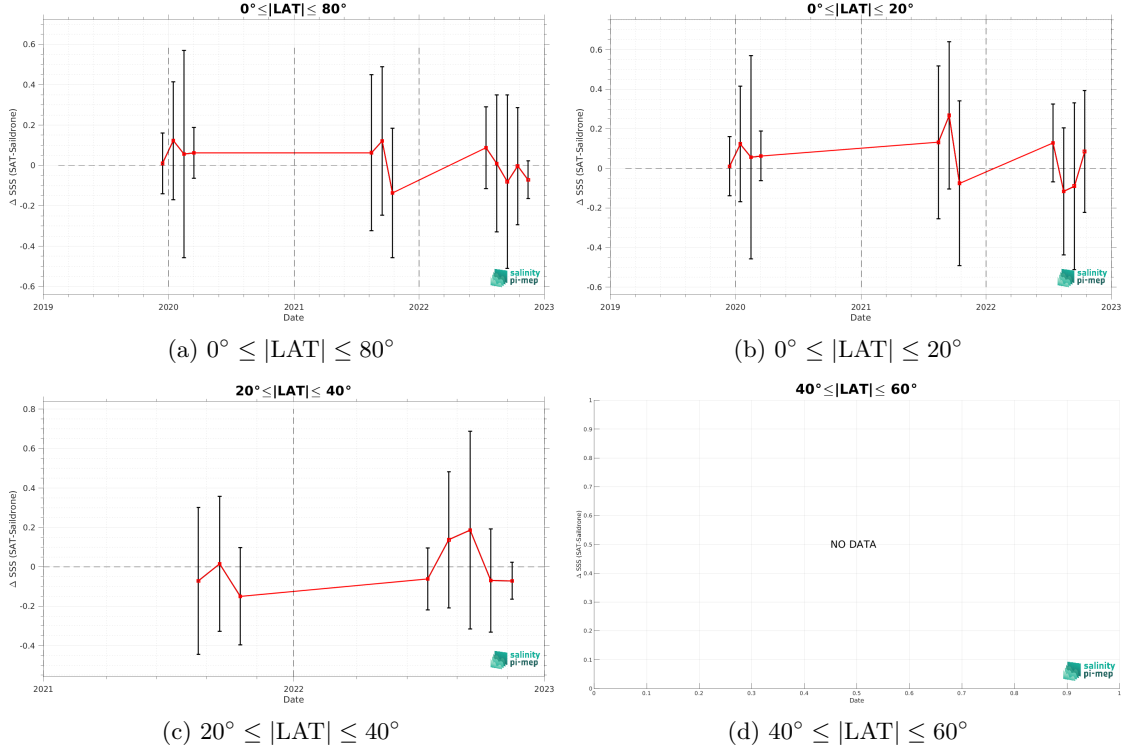 0°≤|LAT|≤ 80°
Δ SSS (SAT-Saildrone)
0.6
0.4
0.2
0
-0.2
-0.4
-0.6
2019
2020
2021
2022
2023
Date
salinity
pi-mep
(a) 0° ≤ |LAT| ≤ 80°
0°≤|LAT|≤ 20°
Δ SSS (SAT-Saildrone)
0.6
0.4
0.2
0
-0.2
-0.4
-0.6
2019
2020
2021
2022
2023
Date
salinity
pi-mep
(b) 0° ≤ |LAT| ≤ 20°
20°≤|LAT|≤ 40°
Δ SSS (SAT-Saildrone)
0.8
0.6
0.4
0.2
0
-0.2
-0.4
2021
2022
2023
Date
salinity
pi-mep
(c) 20° ≤ |LAT| ≤ 40°
40°≤|LAT|≤ 60°
Δ SSS (SAT-Saildrone)
1
0.9
0.8
0.7
0.6
0.5
0.4
0.3
0.2
0.1
0
NO DATA
0
0.1
0.2
0.3
0.4
0.5
0.6
0.7
0.8
0.9
1
Date
salinity
pi-mep
(d) 40° ≤ |LAT| ≤ 60°